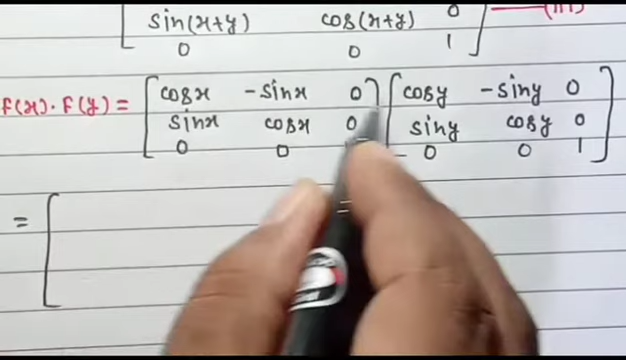 sin(x+y) cos(x+y) 0
0 0 1
f(x).f(y) = [cosx -sinx 0] [cosy -siny 0]
sinx cosx 0 siny cosy 0
0 0 0 0 1
= [